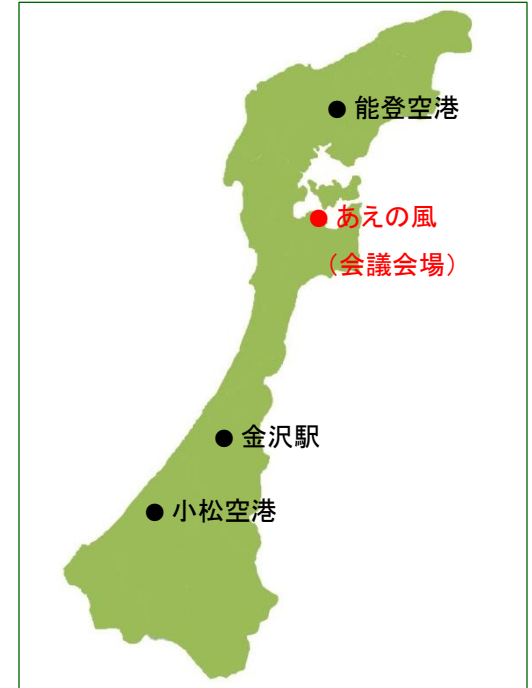 能登空港
あえの風
（会議会場）
金沢駅
小松空港